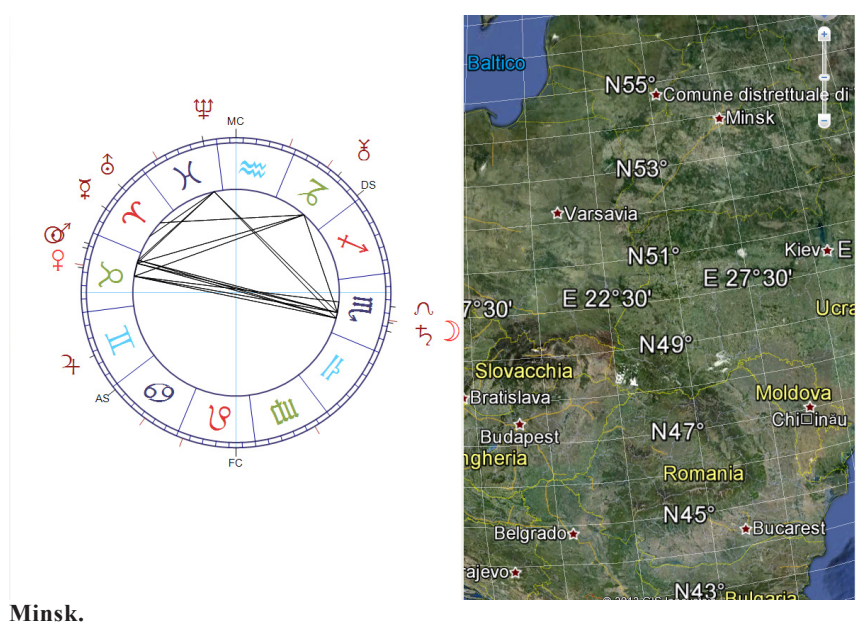 MC
DS
AS
FC
Baltico
N55°
Comune distrettuale di
Minsk
N53°
Varsavia
N51°
Kiev
E
E 27°30'
E 22°30'
7°30'
Ucra
N49°
Slovacchia
Bratislava
Moldova
Chi□inău
Budapest
N47°
ngheria
Romania
N45°
Belgrado
Bucarest
rajevo
N43°
Bulgaria
Minsk.